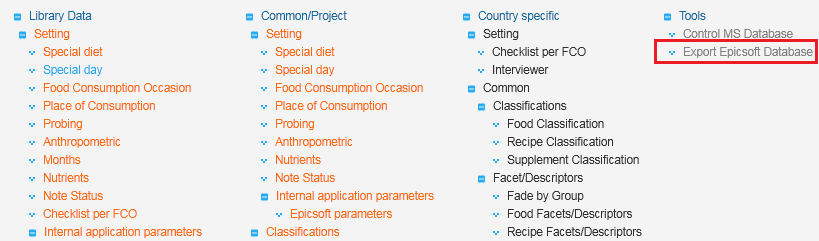 Library Data
Setting
Special diet
Special day
Food Consumption Occasion
Place of Consumption
Probing
Anthropometric
Months
Nutrients
Note Status
Checklist per FCO
Internal application parameters
Common/Project
Setting
Special diet
Special day
Food Consumption Occasion
Place of Consumption
Probing
Anthropometric
Nutrients
Note Status
Internal application parameters
Epicsoft parameters
Classifications
Country specific
Setting
Checklist per FCO
Interviewer
Common
Classifications
Food Classification
Recipe Classification
Supplement Classification
Facet/Descriptors
Fade by Group
Food Facets/Descriptors
Recipe Facets/Descriptors
Tools
Control MS Database
Export Epicsoft Database